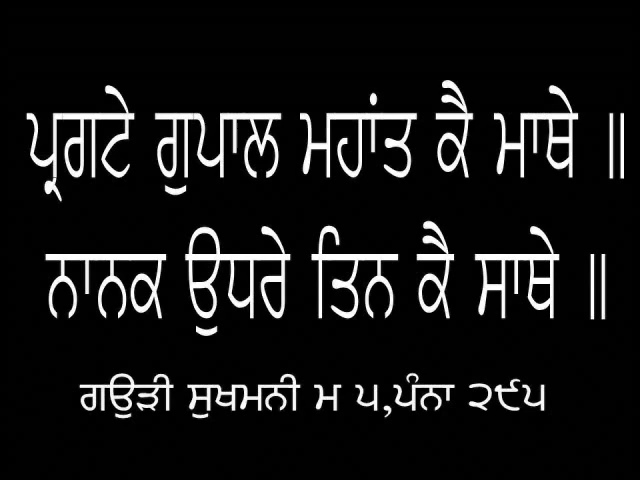 ਪ੍ਰਗਟੇ ਗੁਪਾਲ ਮਹਾਂਤ ਕੈ ਮਾਥੇ ॥
ਨਾਨਕ ਉਧਰੇ ਤਿਨ ਕੈ ਸਾਥੇ ॥
ਗਉੜੀ ਸੁਖਮਨੀ ਮ ੫,ਪੰਨਾ ੨੯੫